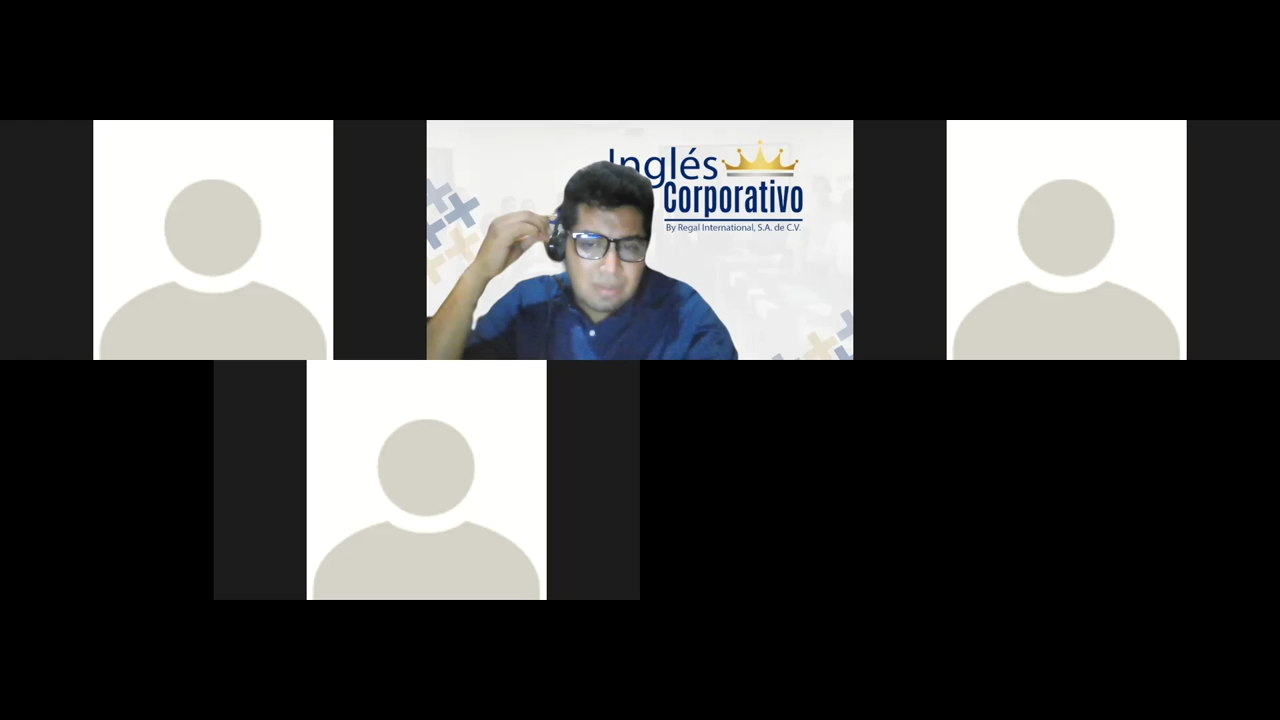 Inglés
Corporativo
By Regal International, S.A. de C.V.